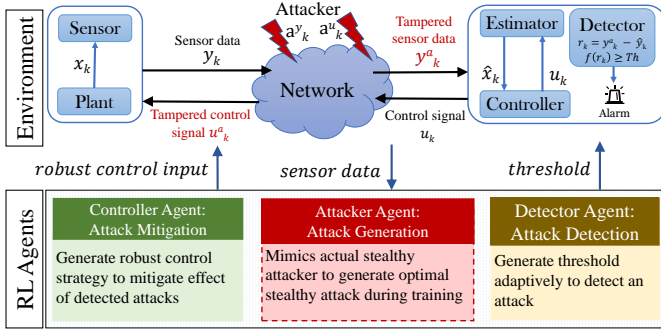 Environment
Sensor
x_k
Plant
Sensor data
y_k
Tampered control
signal u^a_k
Attacker
a^y_k
a^u_k
Network
Tampered
sensor data
y^a_k
Control signal
u_k
Estimator
x̂_k
u_k
Controller
Detector
r_k = y^a_k − ŷ_k
f(r_k) ≥ Th
Alarm
robust control input
sensor data
threshold
RL Agents
Controller Agent:
Attack Mitigation
Generate robust control
strategy to mitigate effect
of detected attacks
Attacker Agent:
Attack Generation
Mimics actual stealthy
attacker to generate optimal
stealthy attack during training
Detector Agent:
Attack Detection
Generate threshold
adaptively to detect an
attack